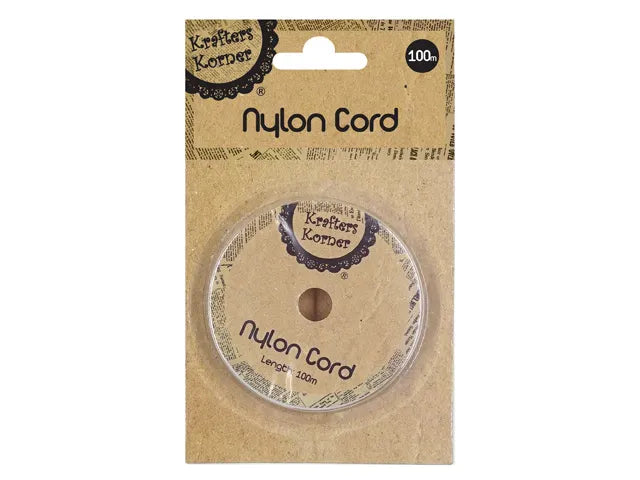 Krafters
Korner
®
100m
Nylon Cord
Krafters
Korner
®
Nylon Cord
Length: 100m